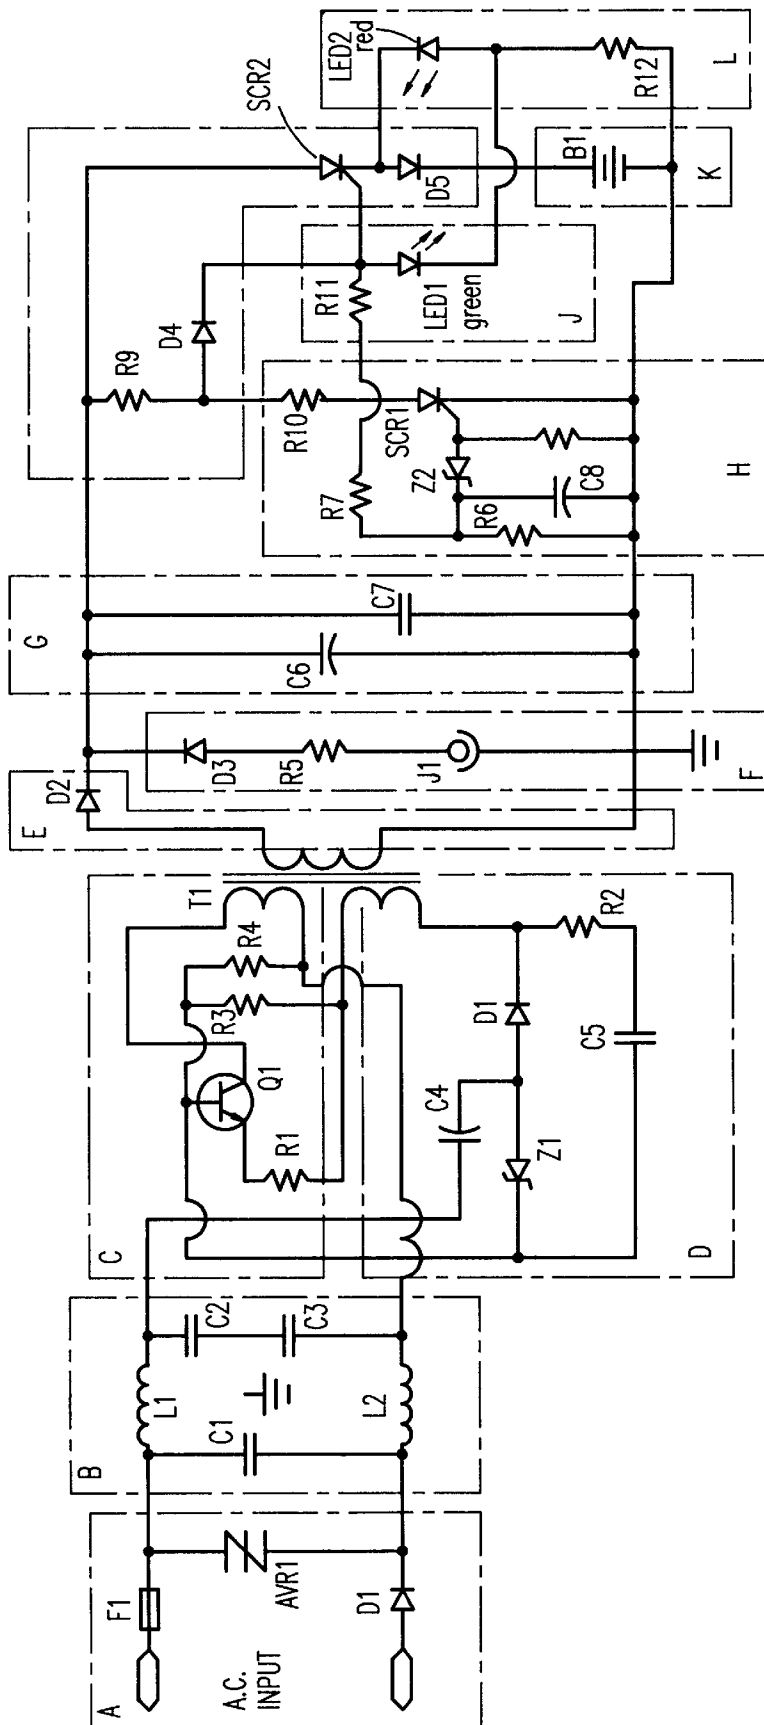 A
A.C.
INPUT
F1
AVR1
D1
B
L1
C1
L2
C2
C3
C
Q1
R1
R3
R4
T1
D
C4
Z1
D1
C5
R2
E
D2
F
D3
R5
J1
G
C6
C7
H
R7
R6
Z2
C8
SCR1
R10
R9
D4
J
R11
LED1
green
SCR2
D5
K
B1
L
LED2
red
R12